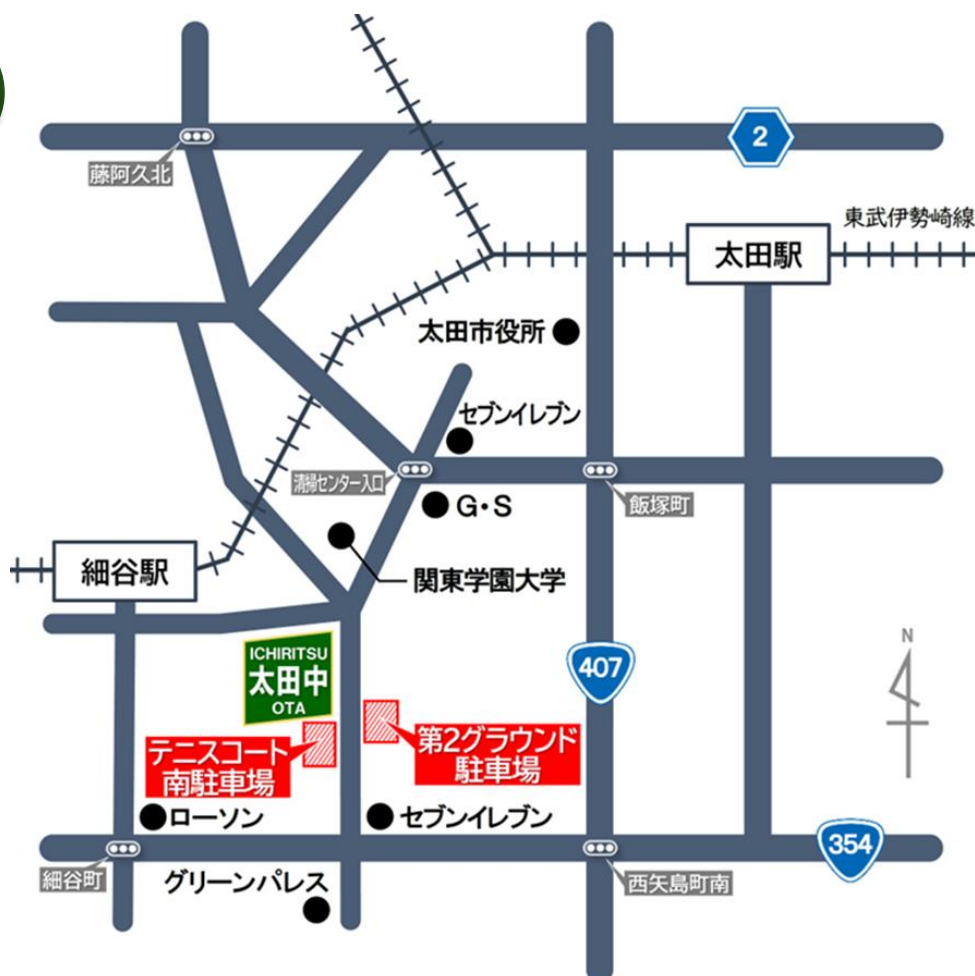 2
藤阿久北
東武伊勢崎線
太田駅
太田市役所
セブンイレブン
清掃センター入口
G・S
飯塚町
細谷駅
関東学園大学
N
ICHIRITSU
太田中
OTA
407
テニスコート
南駐車場
第2グラウンド
駐車場
ローソン
セブンイレブン
354
細谷町
西矢島町南
グリーンパレス